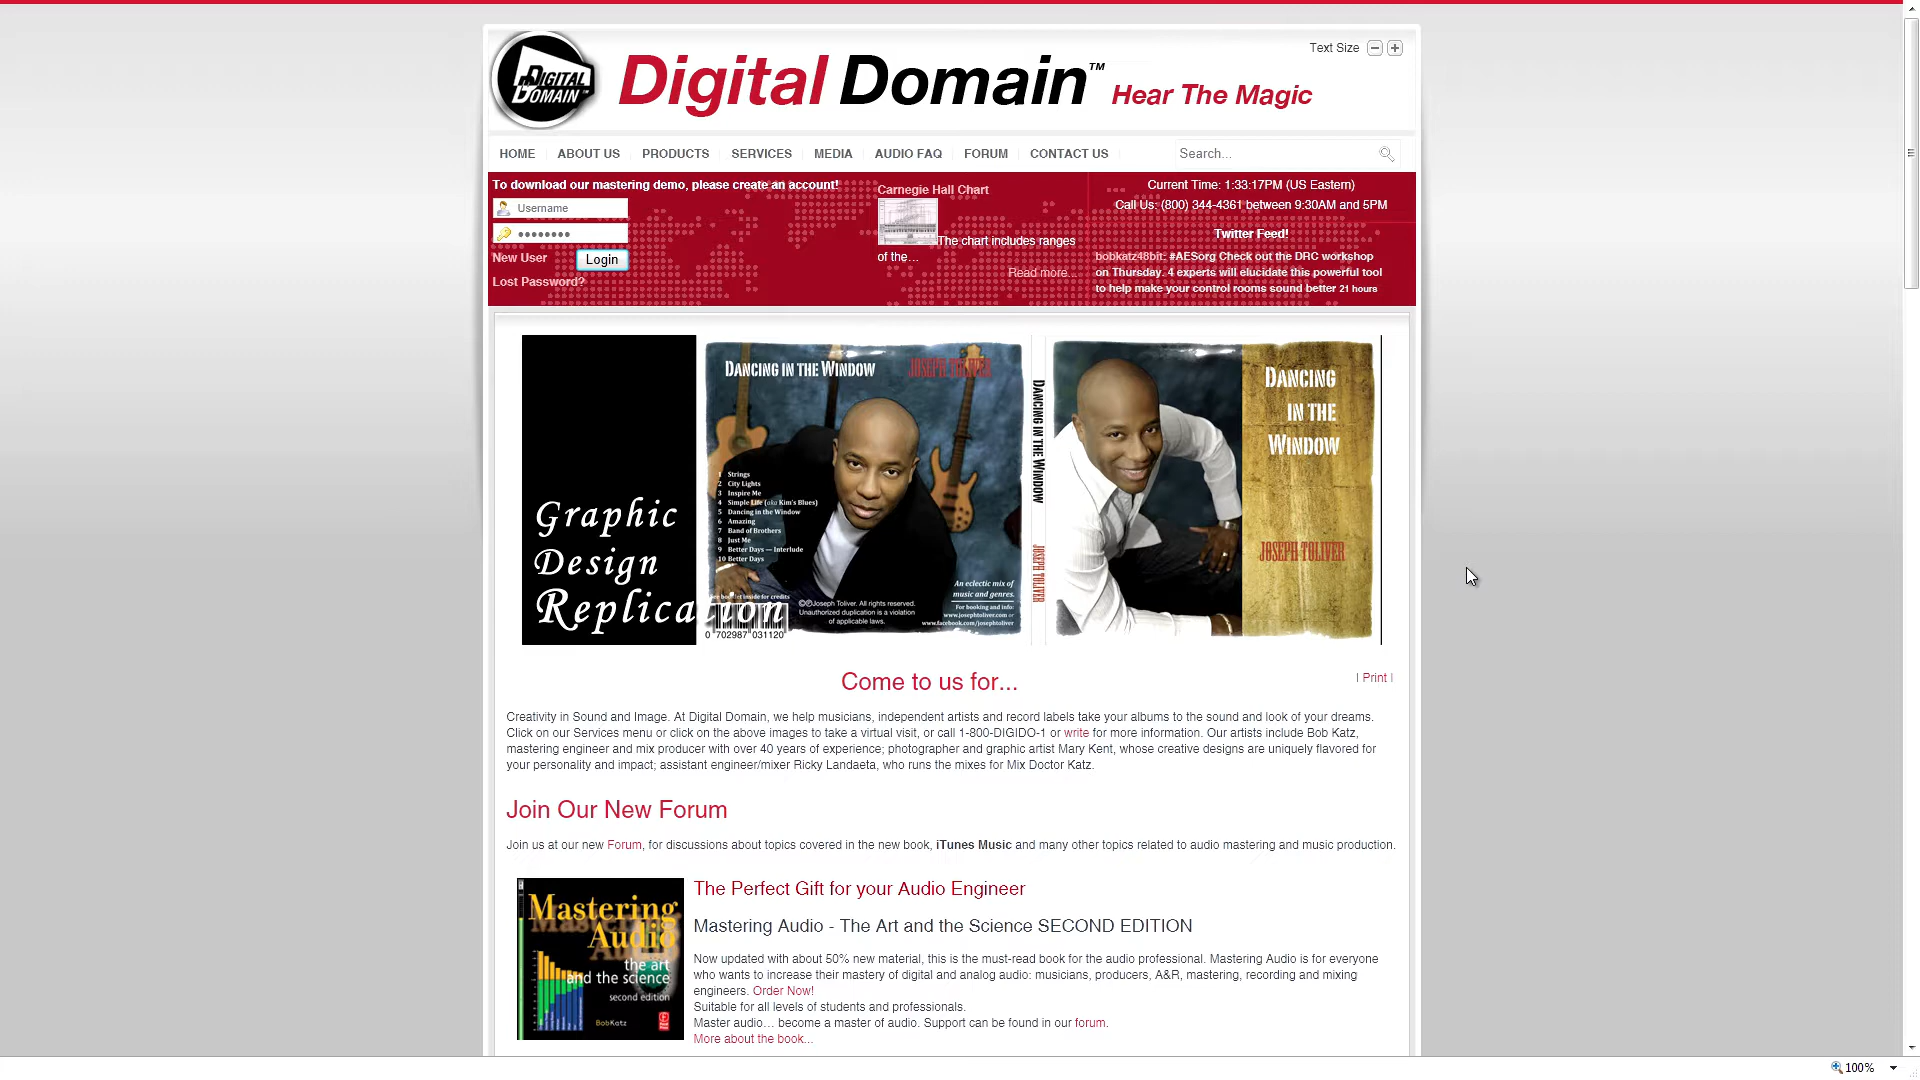 Text Size
DIGITAL DOMAIN
Digital Domain™ Hear The Magic
HOME ABOUT US PRODUCTS SERVICES MEDIA AUDIO FAQ FORUM CONTACT US Search...
To download our mastering demo, please create an account!
Username
New User Login
Lost Password?
Carnegie Hall Chart
The chart includes ranges
of the...
Read more...
Current Time: 1:33:17PM (US Eastern)
Call Us: (800) 344-4361 between 9:30AM and 5PM
Twitter Feed!
bobkatz48bit: #AESorg Check out the DRC workshop
on Thursday. 4 experts will elucidate this powerful tool
to help make your control rooms sound better 21 hours
Graphic
Design
Replication
DANCING IN THE WINDOW JOSEPH TOLIVER
1 Strings
2 City Lights
3 Inspire Me
4 Simple Life (aka Kim's Blues)
5 Dancing in the Window
6 Amazing
7 Band of Brothers
8 Just Me
9 Better Days — Interlude
10 Better Days
See booklet inside for credits
0 702987 031120
©℗Joseph Toliver. All rights reserved.
Unauthorized duplication is a violation
of applicable laws.
An eclectic mix of
music and genres.
For booking and info:
www.josephtoliver.com or
www.facebook.com/josephtoliver
DANCING IN THE WINDOW JOSEPH TOLIVER
DANCING
IN THE
WINDOW
JOSEPH TOLIVER
Come to us for...
| Print |
Creativity in Sound and Image. At Digital Domain, we help musicians, independent artists and record labels take your albums to the sound and look of your dreams.
Click on our Services menu or click on the above images to take a virtual visit, or call 1-800-DIGIDO-1 or write for more information. Our artists include Bob Katz,
mastering engineer and mix producer with over 40 years of experience; photographer and graphic artist Mary Kent, whose creative designs are uniquely flavored for
your personality and impact; assistant engineer/mixer Ricky Landaeta, who runs the mixes for Mix Doctor Katz.
Join Our New Forum
Join us at our new Forum, for discussions about topics covered in the new book, iTunes Music and many other topics related to audio mastering and music production.
Mastering
Audio
the art
and the science
second edition
Bob Katz
The Perfect Gift for your Audio Engineer
Mastering Audio - The Art and the Science SECOND EDITION
Now updated with about 50% new material, this is the must-read book for the audio professional. Mastering Audio is for everyone
who wants to increase their mastery of digital and analog audio: musicians, producers, A&R, mastering, recording and mixing
engineers. Order Now!
Suitable for all levels of students and professionals.
Master audio... become a master of audio. Support can be found in our forum.
More about the book...
100%